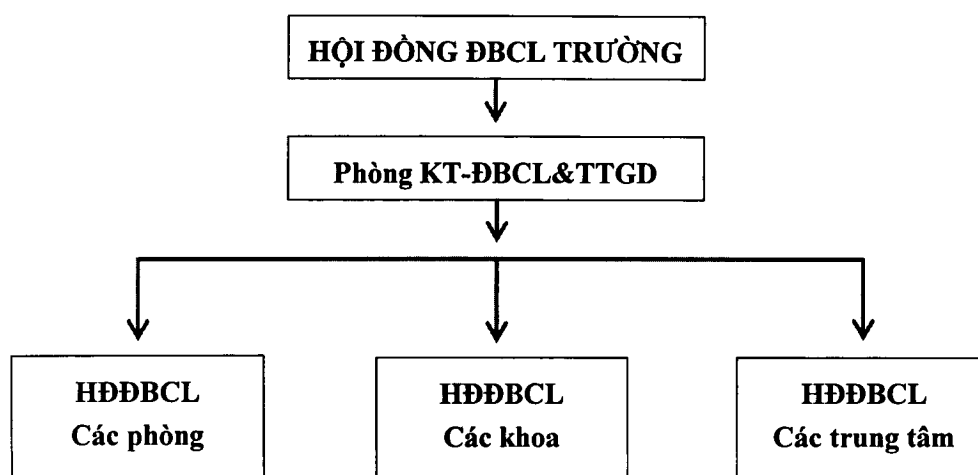 HỘI ĐỒNG ĐBCL TRƯỜNG
Phòng KT-ĐBCL&TTGD
HĐĐBCL
Các phòng
HĐĐBCL
Các khoa
HĐĐBCL
Các trung tâm